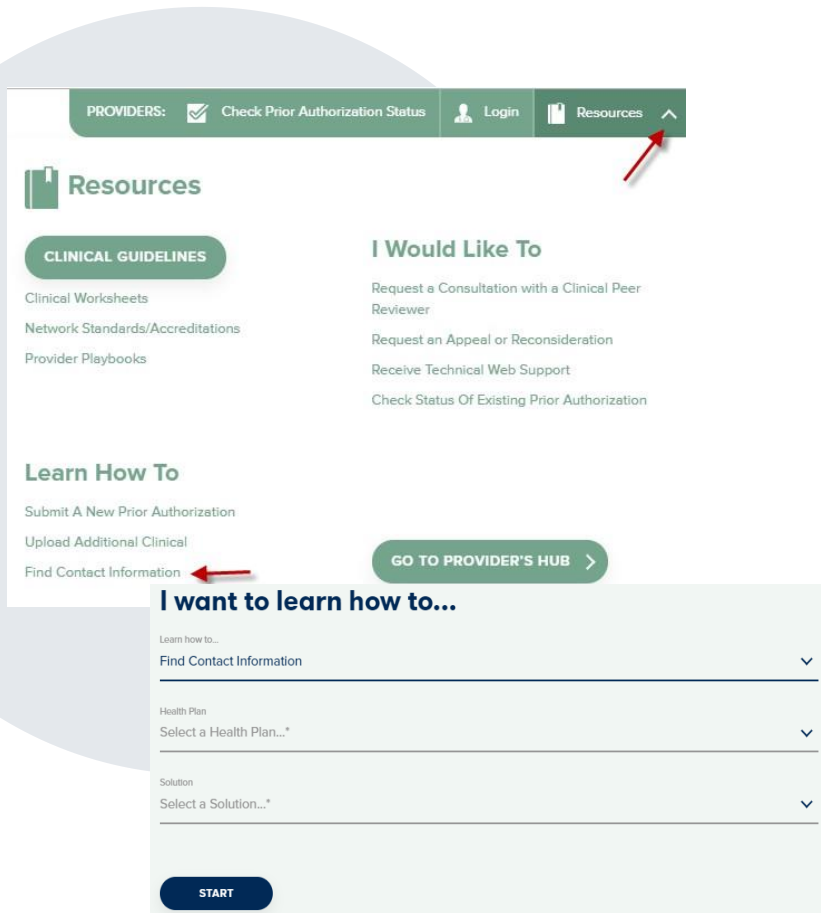 PROVIDERS: Check Prior Authorization Status Login Resources
Resources
CLINICAL GUIDELINES
Clinical Worksheets
Network Standards/Accreditations
Provider Playbooks
I Would Like To
Request a Consultation with a Clinical Peer
Reviewer
Request an Appeal or Reconsideration
Receive Technical Web Support
Check Status Of Existing Prior Authorization
Learn How To
Submit A New Prior Authorization
Upload Additional Clinical
Find Contact Information
GO TO PROVIDER'S HUB
I want to learn how to...
Learn how to...
Find Contact Information
Health Plan
Select a Health Plan...*
Solution
Select a Solution...*
START